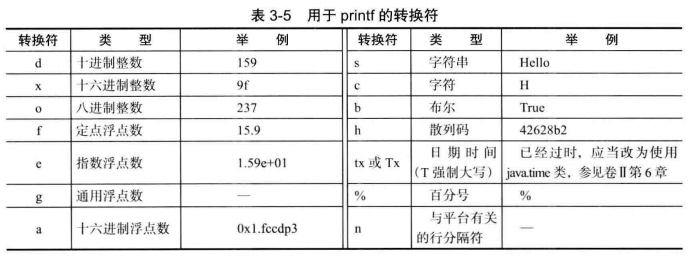 表 3-5 用于 printf 的转换符
转换符 类 型 举 例 转换符 类 型 举 例
d 十进制整数 159 s 字符串 Hello
x 十六进制整数 9f c 字符 H
o 八进制整数 237 b 布尔 True
f 定点浮点数 15.9 h 散列码 42628b2
e 指数浮点数 1.59e+01 tx 或 Tx 日期时间（T 强制大写） 已经过时，应当改为使用 java.time 类，参见卷Ⅱ第 6 章
g 通用浮点数 — % 百分号 %
a 十六进制浮点数 0x1.fccdp3 n 与平台有关的行分隔符 —